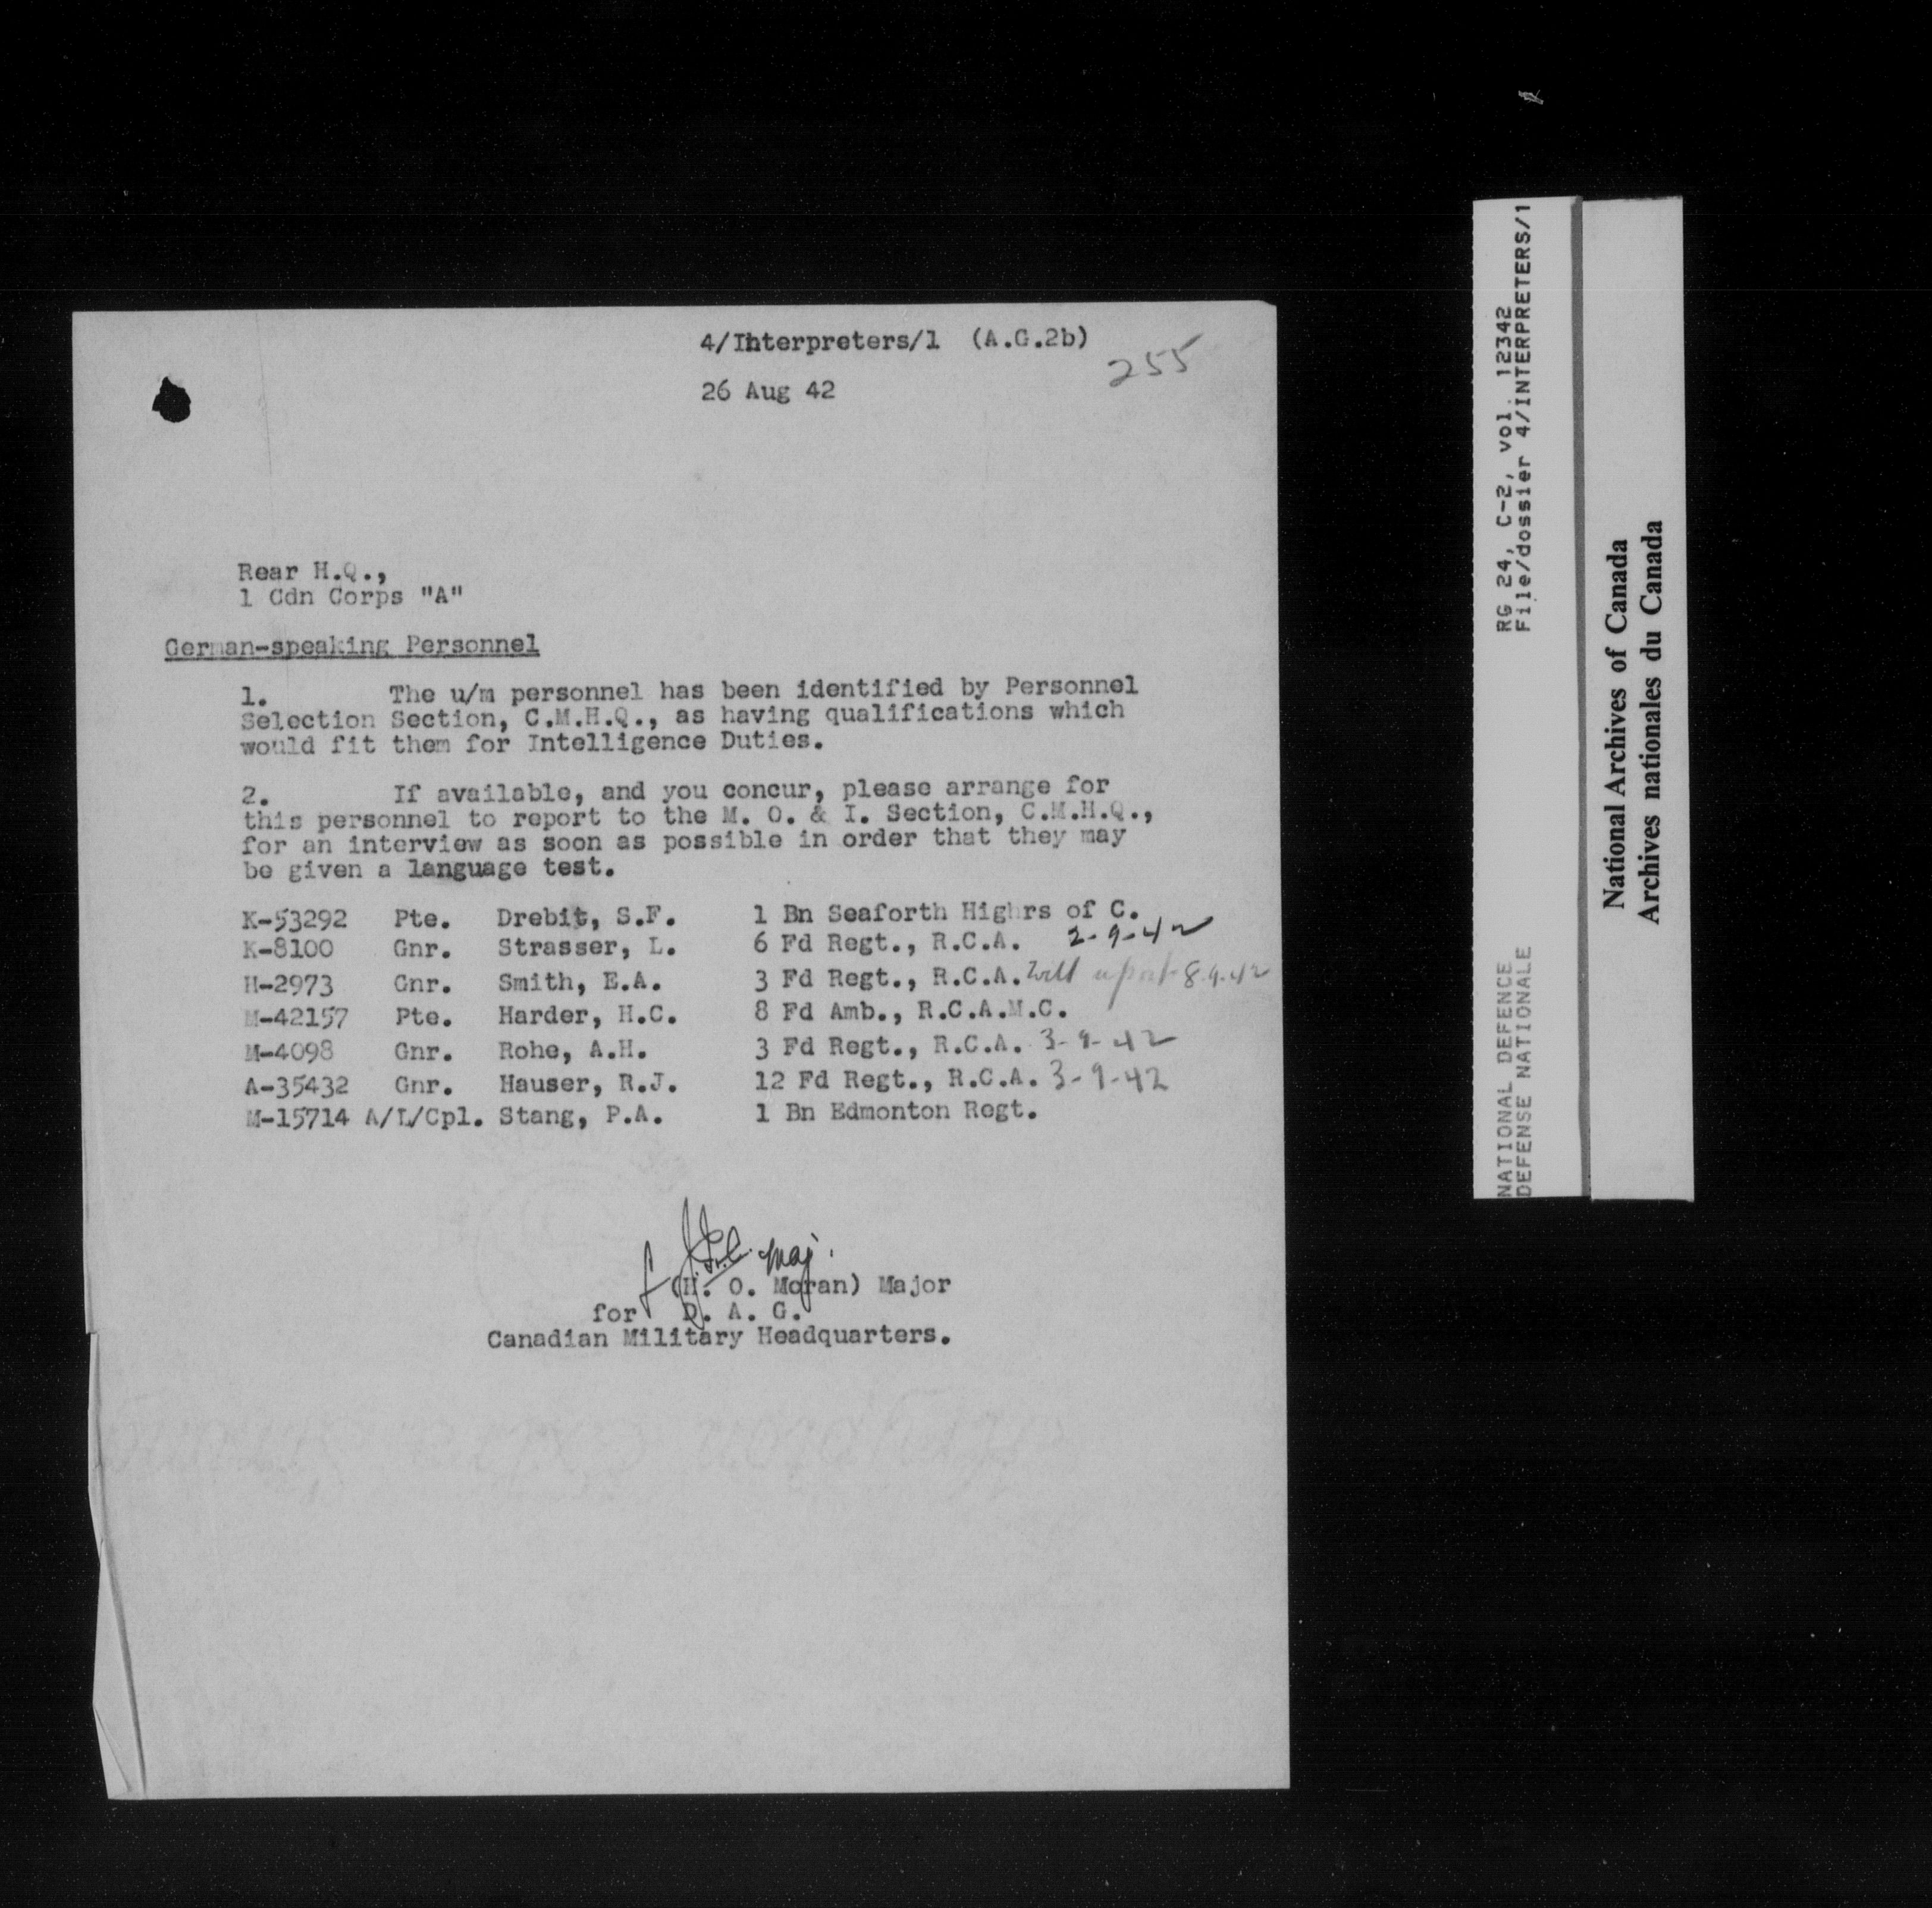 4/Interpreters/1 (A.G.2b)
255
26 Aug 42
Rear H.Q.,
1 Cdn Corps "A"
German-speaking Personnel
1. The u/m personnel has been identified by Personnel
Selection Section, C.M.H.Q., as having qualifications which
would fit them for Intelligence Duties.
2. If available, and you concur, please arrange for
this personnel to report to the M. O. & I. Section, C.M.H.Q.,
for an interview as soon as possible in order that they may
be given a language test.
K-53292 Pte. Drebit, S.F. 1 Bn Seaforth Highrs of C.
K-8100 Gnr. Strasser, L. 6 Fd Regt., R.C.A. 2-9-42
H-2973 Gnr. Smith, E.A. 3 Fd Regt., R.C.A. Will report 8.9.42
M-42157 Pte. Harder, H.C. 8 Fd Amb., R.C.A.M.C.
M-4098 Gnr. Rohe, A.H. 3 Fd Regt., R.C.A. 3-9-42
A-35432 Gnr. Hauser, R.J. 12 Fd Regt., R.C.A. 3-9-42
M-15714 A/L/Cpl. Stang, P.A. 1 Bn Edmonton Regt.
Maj.
(H. O. Moran) Major
for D. A. G.
Canadian Military Headquarters.
RG 24, C-2, vol. 12342
File/dossier 4/INTERPRETERS/1
NATIONAL DEFENCE
DEFENSE NATIONALE
National Archives of Canada
Archives nationales du Canada